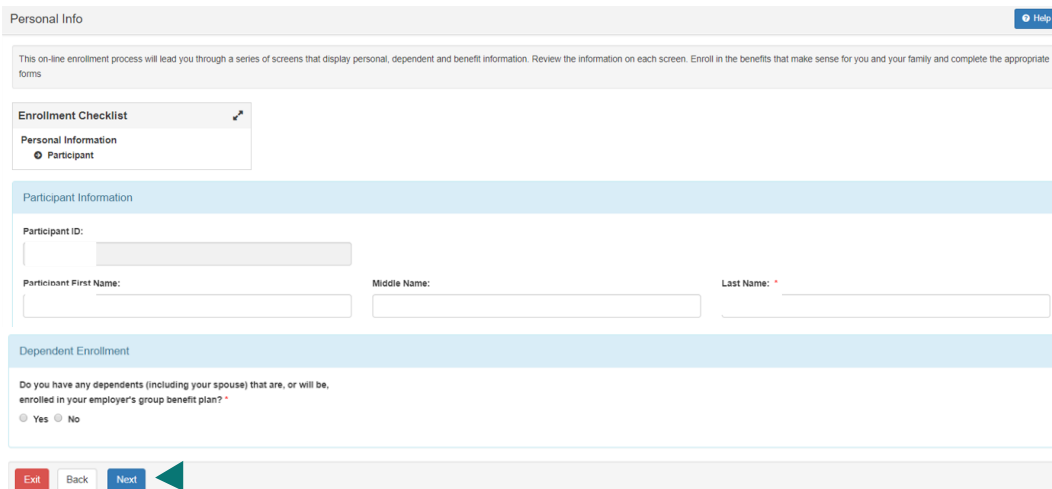 Personal Info
Help
This on-line enrollment process will lead you through a series of screens that display personal, dependent and benefit information. Review the information on each screen. Enroll in the benefits that make sense for you and your family and complete the appropriate
forms
Enrollment Checklist
Personal Information
Participant
Participant Information
Participant ID:
Participant First Name: Middle Name: Last Name: *
Dependent Enrollment
Do you have any dependents (including your spouse) that are, or will be,
enrolled in your employer's group benefit plan? *
Yes No
Exit Back Next